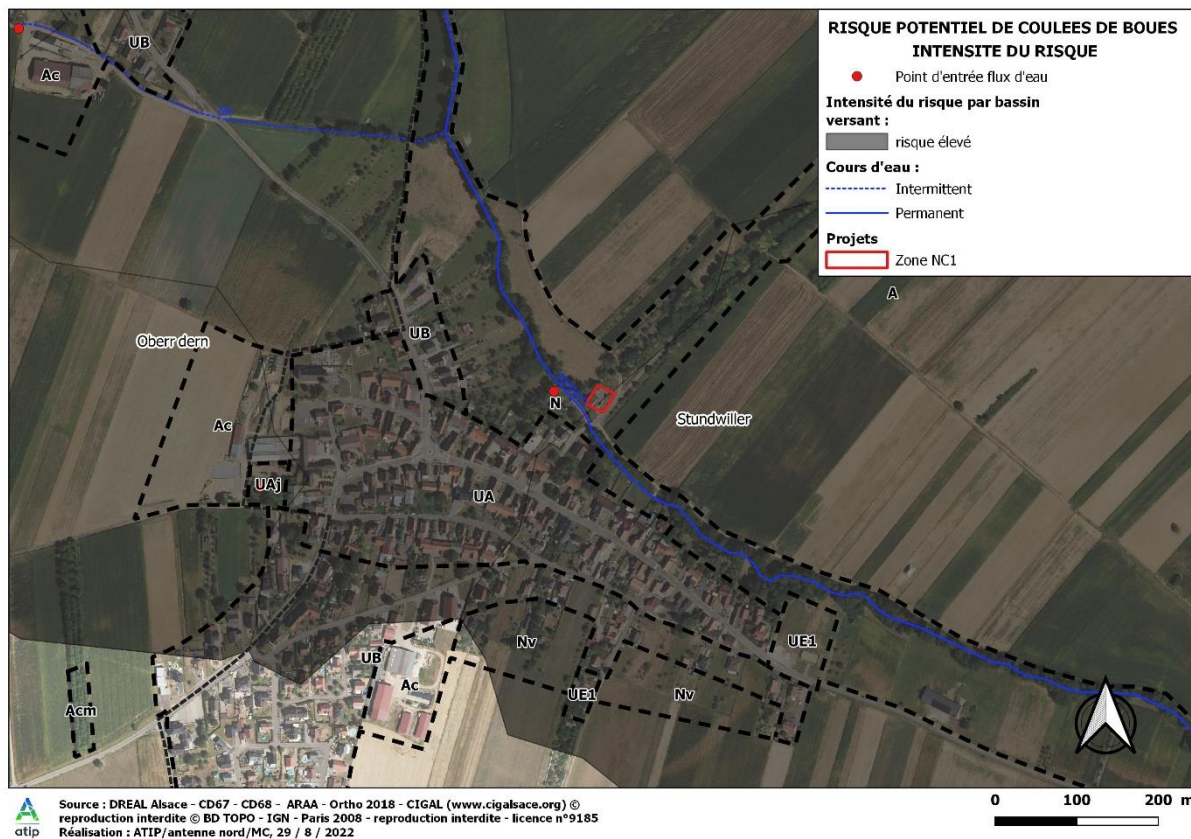 RISQUE POTENTIEL DE COULEES DE BOUES
INTENSITE DU RISQUE
Point d'entrée flux d'eau
Intensité du risque par bassin
versant :
risque élevé
Cours d'eau :
Intermittent
Permanent
Projets
Zone NC1
UB
Ac
A
UB
Oberr dern
N
Stundwiller
Ac
UAj
UA
Nv
UE1
UB
Ac
UE1
Nv
Acm
atip
Source : DREAL Alsace - CD67 - CD68 - ARAA - Ortho 2018 - CIGAL (www.cigalsace.org) ©
reproduction interdite © BD TOPO - IGN - Paris 2008 - reproduction interdite - licence n°9185
Réalisation : ATIP/antenne nord/MC, 29 / 8 / 2022
0 100 200 m